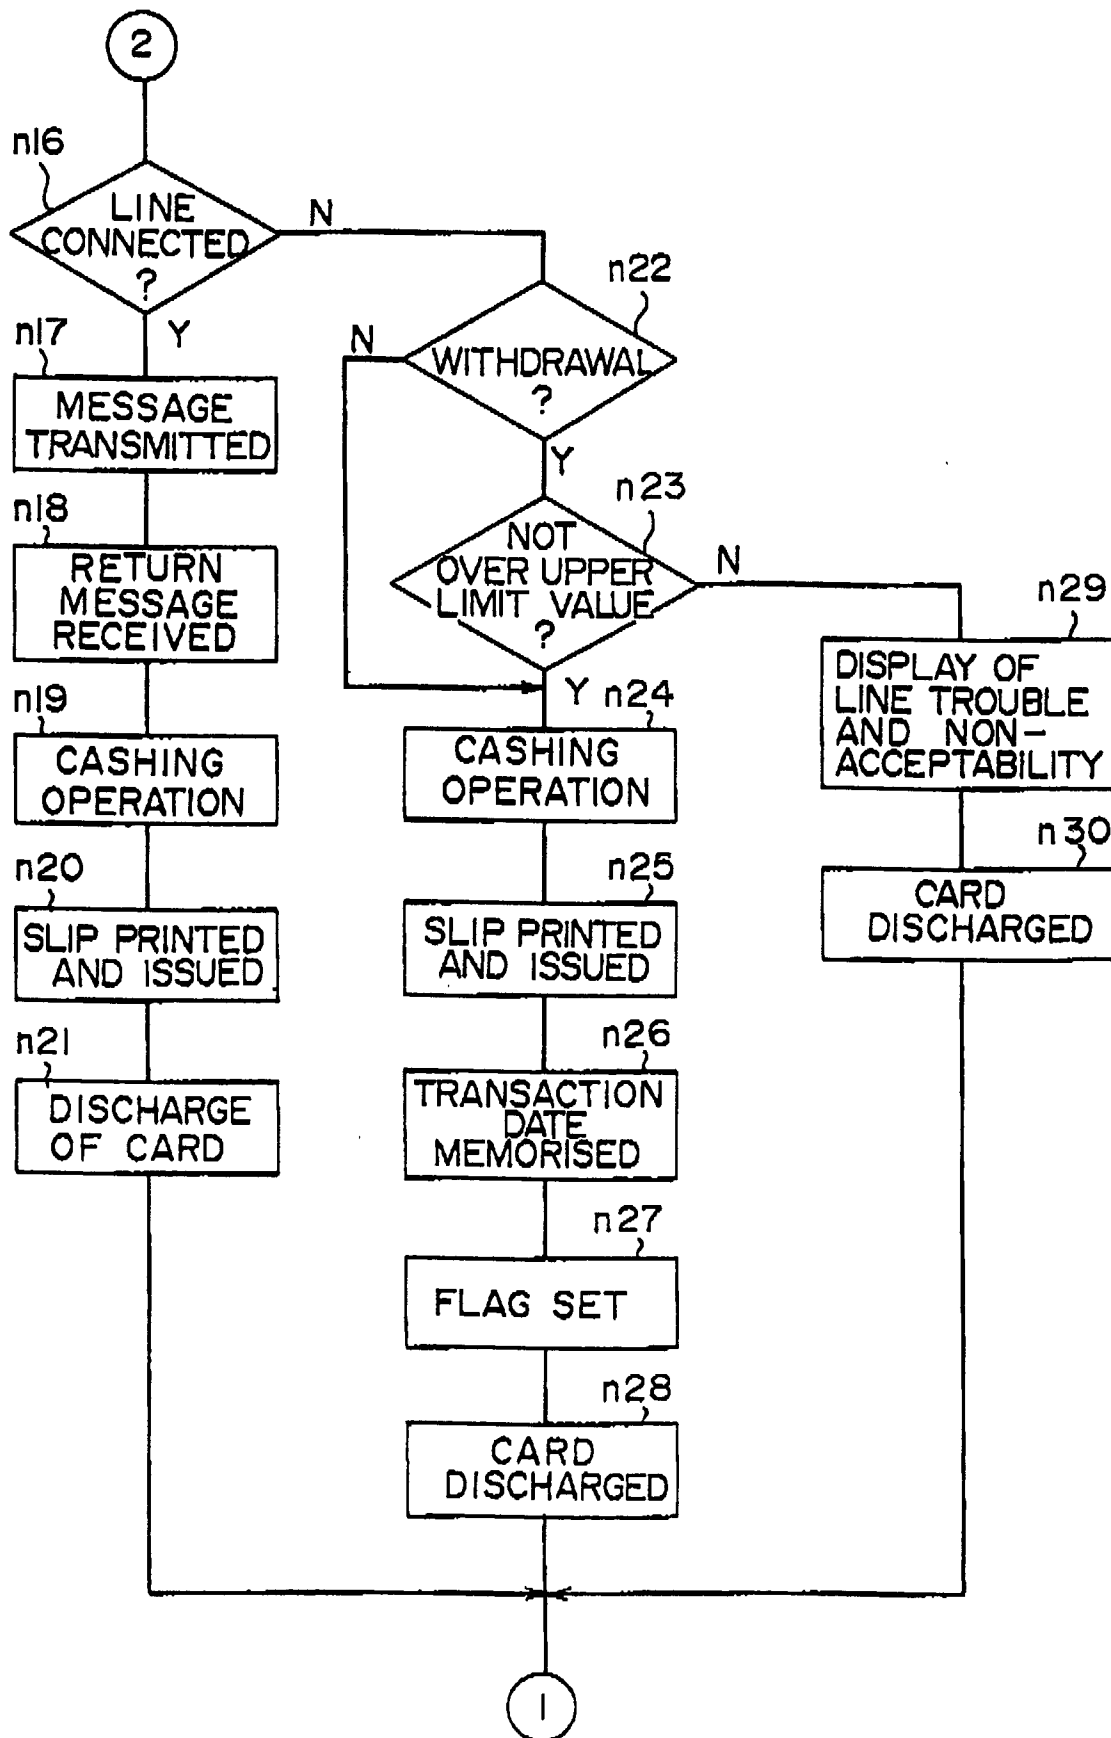 2
n16
LINE
CONNECTED
?
N
Y
n17
MESSAGE
TRANSMITTED
n18
RETURN
MESSAGE
RECEIVED
n19
CASHING
OPERATION
n20
SLIP PRINTED
AND ISSUED
n21
DISCHARGE
OF CARD
n22
WITHDRAWAL
?
N
Y
n23
NOT
OVER UPPER
LIMIT VALUE
?
N
Y
n24
CASHING
OPERATION
n25
SLIP PRINTED
AND ISSUED
n26
TRANSACTION
DATE
MEMORISED
n27
FLAG SET
n28
CARD
DISCHARGED
n29
DISPLAY OF
LINE TROUBLE
AND NON-
ACCEPTABILITY
n30
CARD
DISCHARGED
1